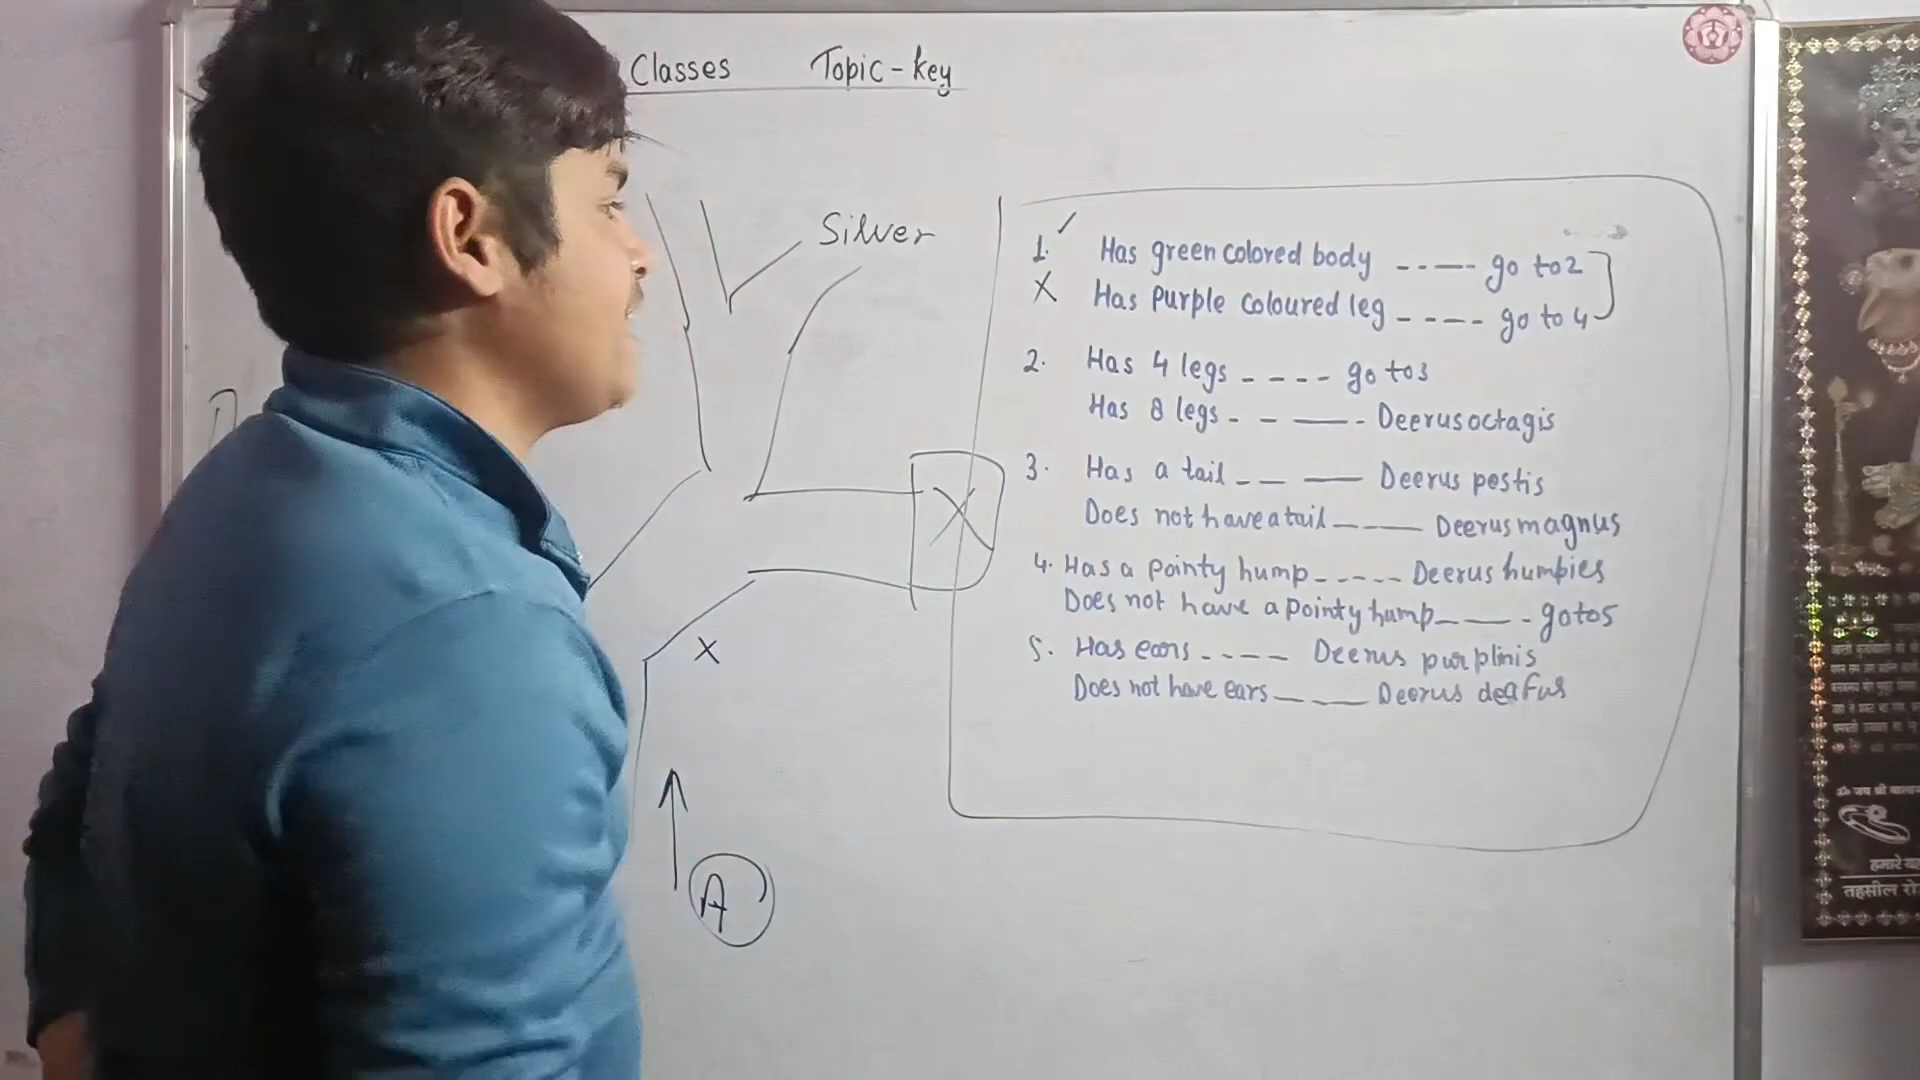 Classes Topic-key
Silver
1. ✓ Has green colored body ----- go to 2
X Has Purple coloured leg ---- go to 4
2. Has 4 legs ---- go to 3
Has 8 legs - - —— - Deerus octagis
3. Has a tail -- — Deerus pestis
Does not have a tail ——— Deerus magnus
X
4. Has a pointy hump ----- Deerus humpies
Does not have a pointy hump ——- go to 5
5. Has ears ---- Deerus purplinis
Does not have ears —— Deerus deafus
X
A
ॐ जय श्री
हमारे
तहसील रो